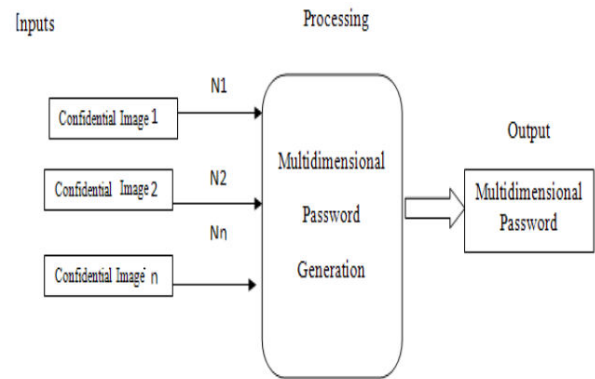 Inputs
Processing
N1
Confidential Image 1
N2
Confidential Image 2
Nn
Confidential Image n
Multidimensional
Password
Generation
Output
Multidimensional
Password